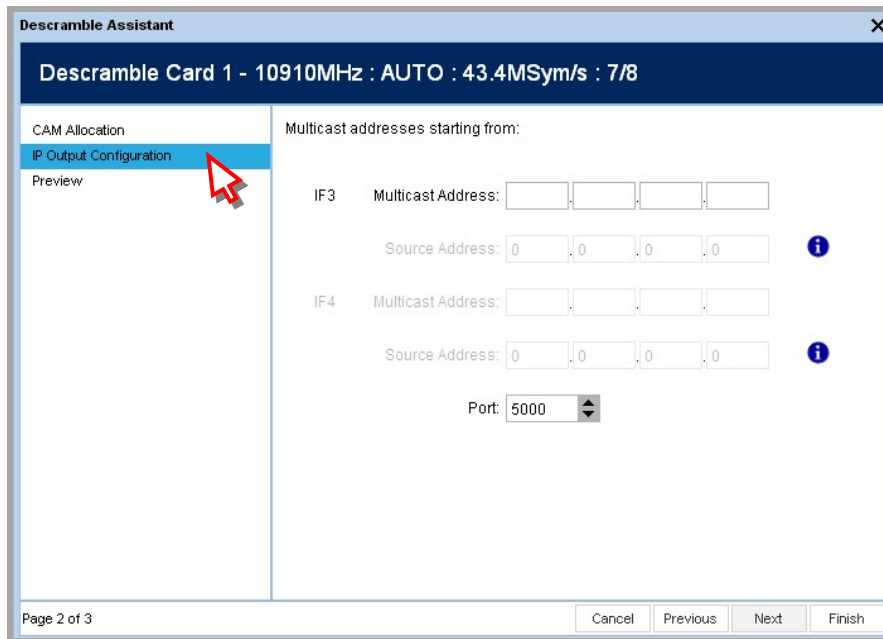 Descramble Assistant
Descramble Card 1 - 10910MHz : AUTO : 43.4MSym/s : 7/8
CAM Allocation
IP Output Configuration
Preview
Multicast addresses starting from:
IF3 Multicast Address: . . .
Source Address: 0 . 0 . 0 . 0
IF4 Multicast Address: . . .
Source Address: 0 . 0 . 0 . 0
Port: 5000
Page 2 of 3
Cancel Previous Next Finish